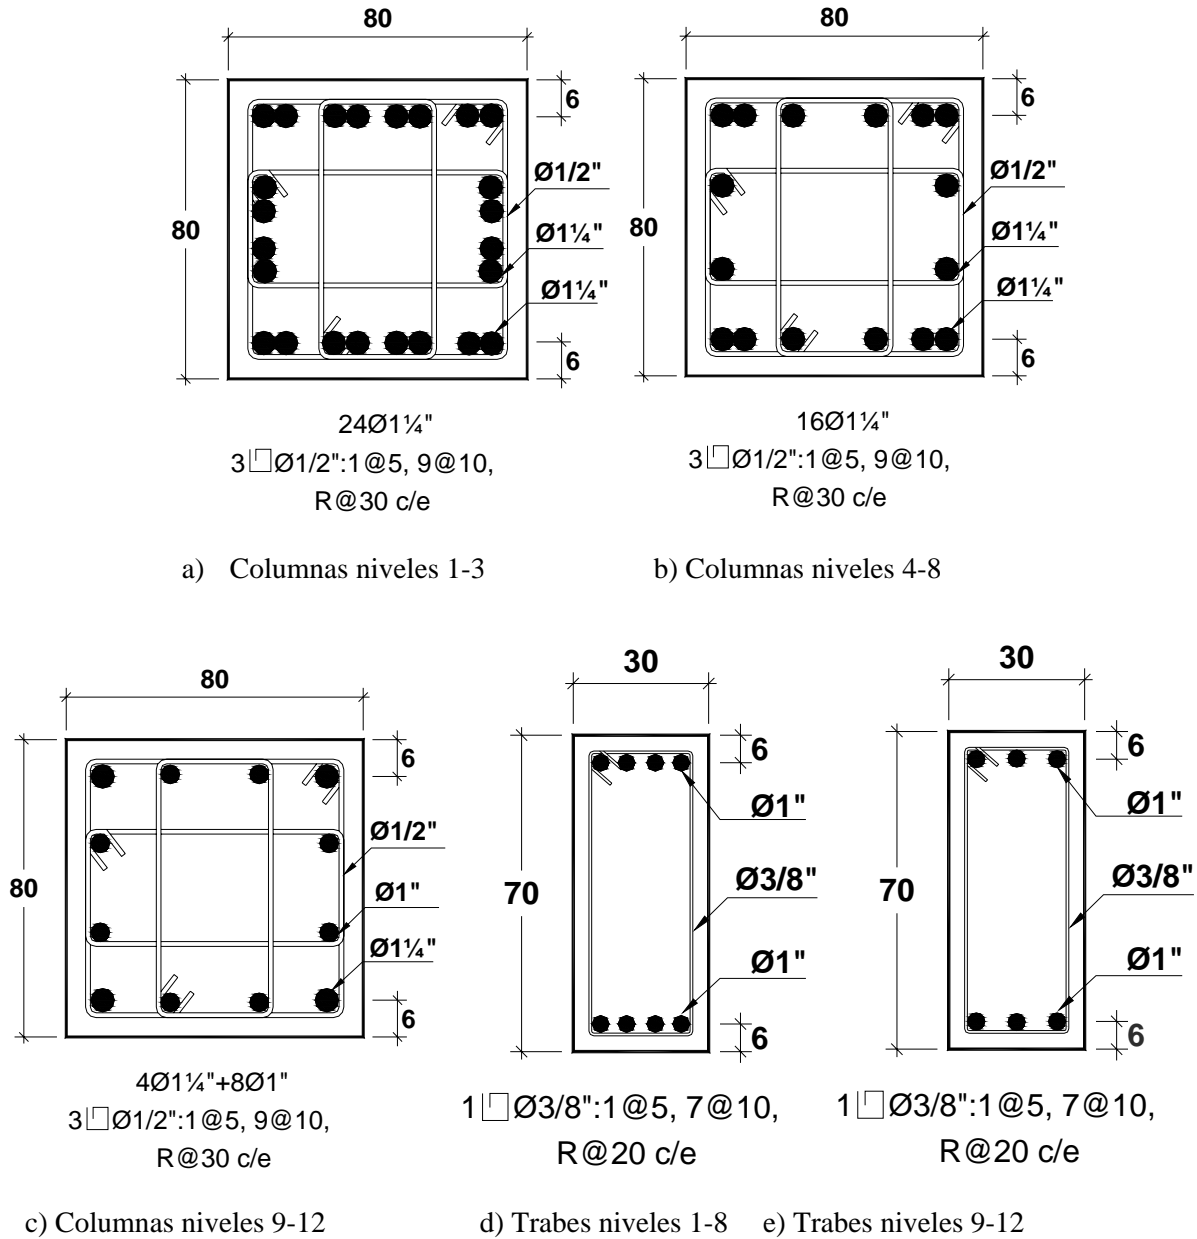 80
80
6
6
Ø1/2"
Ø1/2"
80
80
Ø1¼"
Ø1¼"
Ø1¼"
Ø1¼"
6
6
24Ø1¼"
3 Ø1/2":1@5, 9@10,
R@30 c/e
16Ø1¼"
3 Ø1/2":1@5, 9@10,
R@30 c/e
a) Columnas niveles 1-3
b) Columnas niveles 4-8
80
6
Ø1/2"
80
Ø1"
Ø1¼"
6
4Ø1¼"+8Ø1"
3 Ø1/2":1@5, 9@10,
R@30 c/e
30
6
Ø1"
70
Ø3/8"
Ø1"
6
1 Ø3/8":1@5, 7@10,
R@20 c/e
30
6
Ø1"
70
Ø3/8"
Ø1"
6
1 Ø3/8":1@5, 7@10,
R@20 c/e
c) Columnas niveles 9-12
d) Trabes niveles 1-8
e) Trabes niveles 9-12